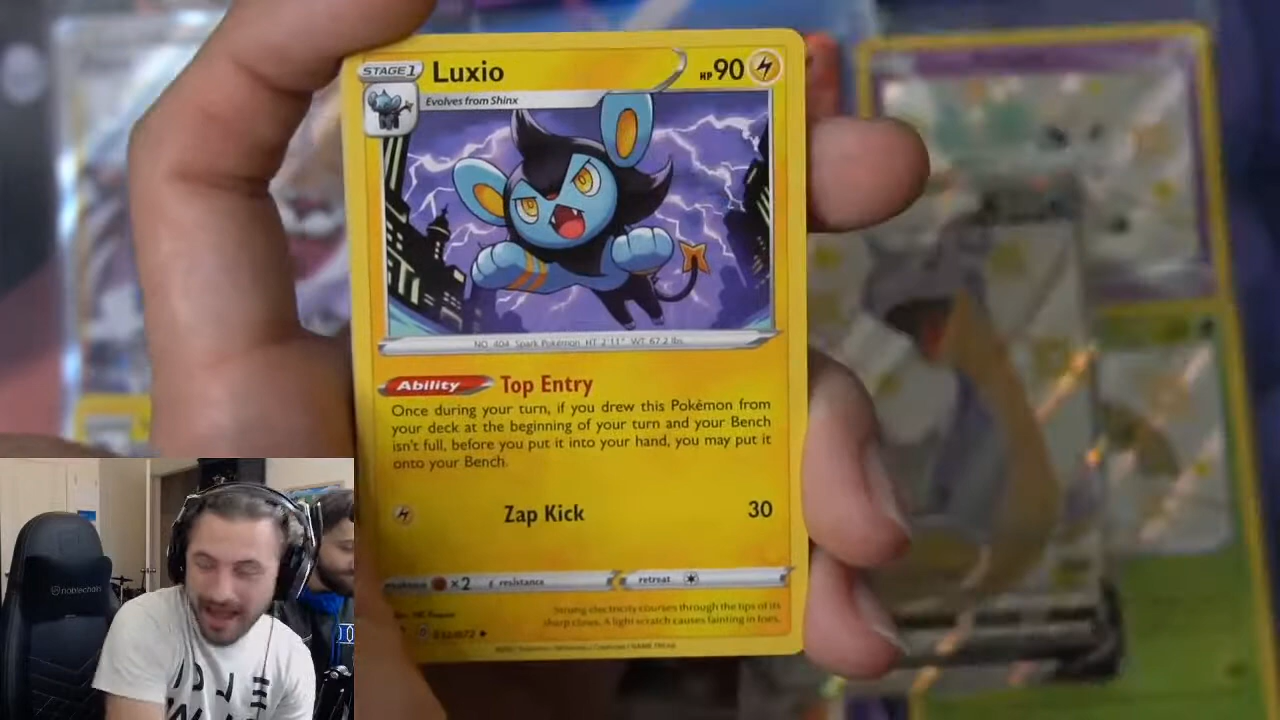 STAGE 1
Luxio
HP 90
Evolves from Shinx
NO. 404 Spark Pokémon HT: 2'11" WT: 67.2 lbs.
Ability Top Entry
Once during your turn, if you drew this Pokémon from
your deck at the beginning of your turn and your Bench
isn't full, before you put it into your hand, you may put it
onto your Bench.
Zap Kick 30
×2 resistance retreat
Strong electricity courses through the tips of its
sharp claws. A light scratch causes fainting in foes.
noblechairs